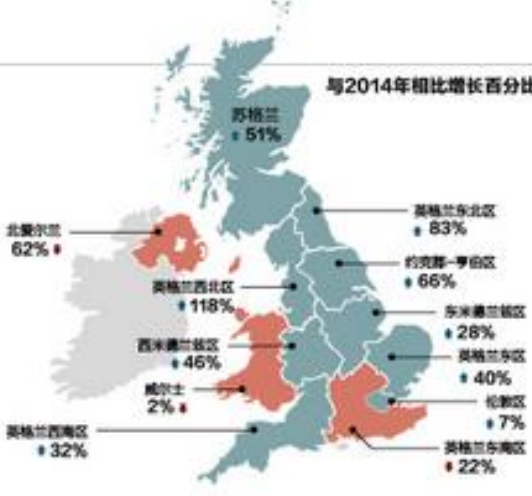 与2014年相比增长百分比
苏格兰
51%
北爱尔兰
62%
英格兰东北区
83%
约克郡-亨伯区
66%
英格兰西北区
118%
东米德兰兹区
28%
西米德兰兹区
46%
英格兰东区
40%
威尔士
2%
伦敦区
7%
英格兰西南区
32%
英格兰东南区
22%